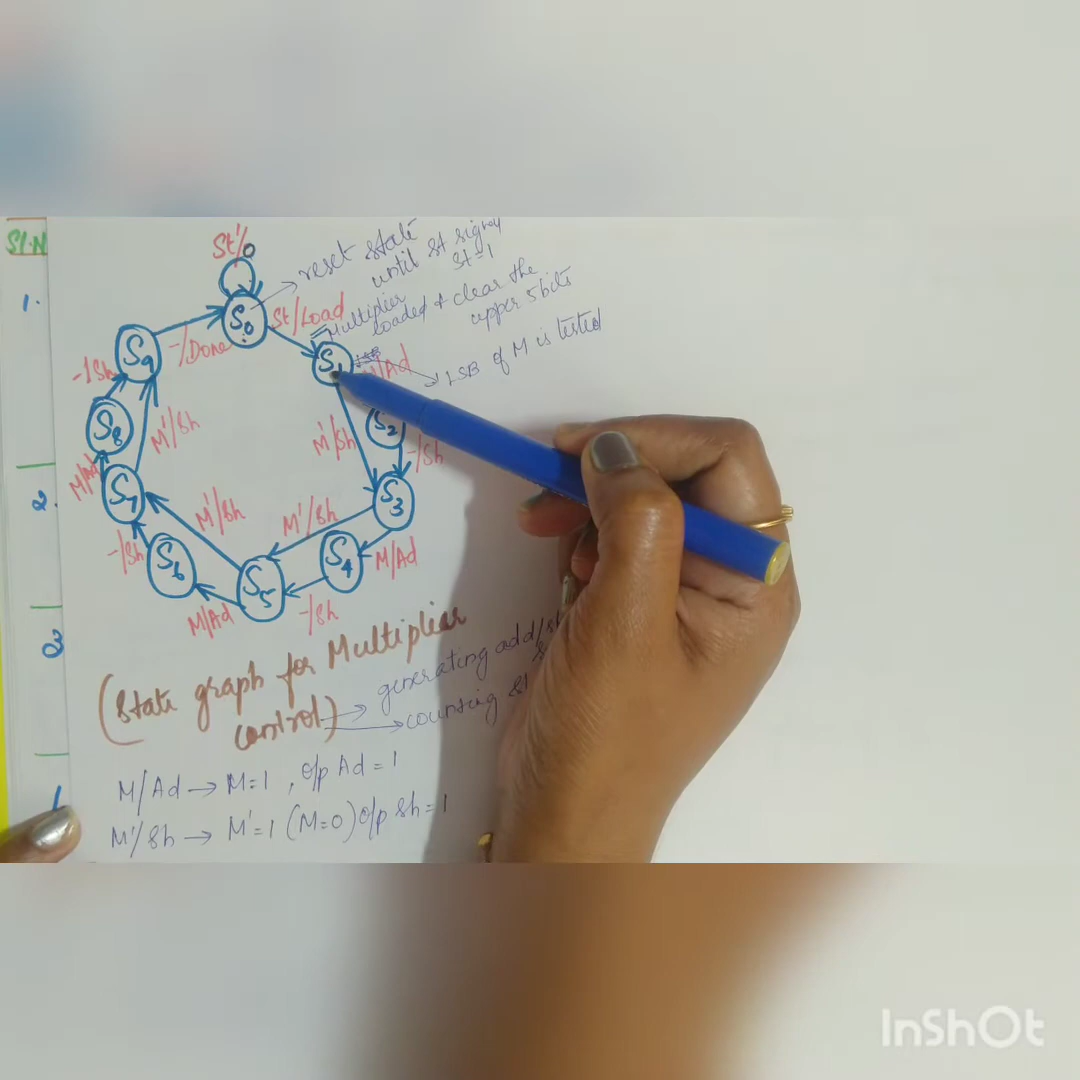 Sl.N
1.
2.
3
St'/0
reset state
until st signal
St=1
S0
St/Load
Multiplier
loaded & clear the
upper 5bits
S1
LSB
M/Ad
LSB of M is tested
S9
-/Done
-/Sh
S8
M'/Sh
M/Ad
S7
S2
M'/Sh
-/Sh
S3
M'/Sh
M'/Sh
-/Sh
S6
S5
S4
M/Ad
M/Ad
-/Sh
(State graph for Multiplier
control)
generating add/sh
counting
M/Ad → M=1 , o/p Ad=1
M'/Sh → M'=1 (M=0) o/p Sh=1
InShOt